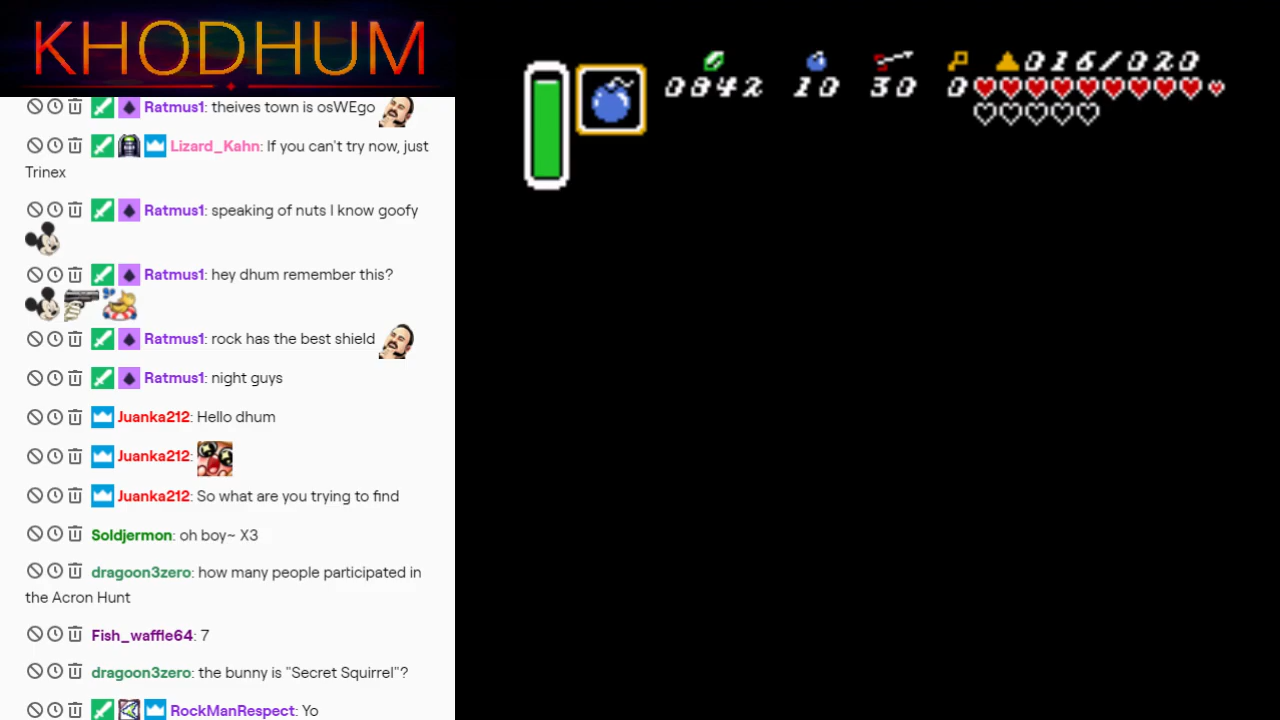 KHODHUM
Ratmus1: theives town is osWEgo
Lizard_Kahn: If you can't try now, just
Trinex
Ratmus1: speaking of nuts I know goofy
Ratmus1: hey dhum remember this?
Ratmus1: rock has the best shield
Ratmus1: night guys
Juanka212: Hello dhum
Juanka212:
Juanka212: So what are you trying to find
Soldjermon: oh boy~ X3
dragoon3zero: how many people participated in
the Acron Hunt
Fish_waffle64: 7
dragoon3zero: the bunny is "Secret Squirrel"?
RockManRespect: Yo
016/020
0842 10 30 0